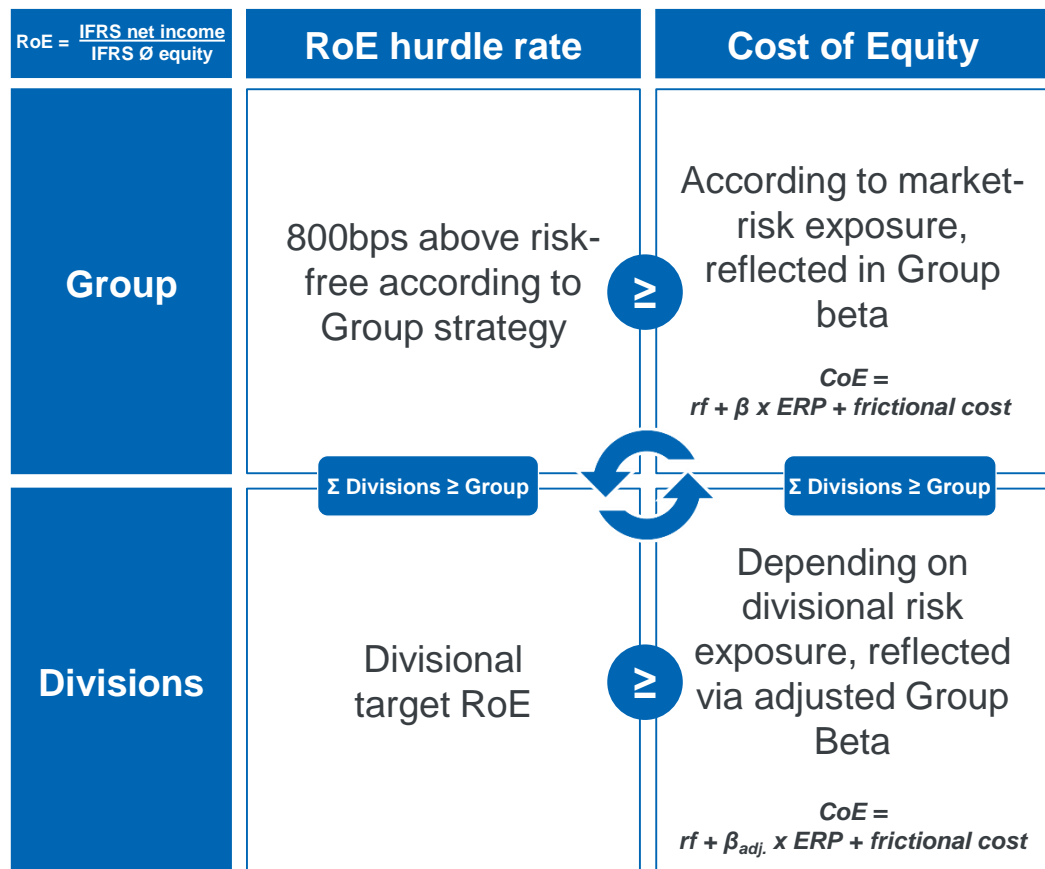 RoE = IFRS net income
IFRS Ø equity
RoE hurdle rate
Cost of Equity
Group
800bps above risk-
free according to
Group strategy
≥
According to market-
risk exposure,
reflected in Group
beta
CoE =
rf + β x ERP + frictional cost
Σ Divisions ≥ Group
Σ Divisions ≥ Group
Divisions
Divisional
target RoE
≥
Depending on
divisional risk
exposure, reflected
via adjusted Group
Beta
CoE =
rf + βadj. x ERP + frictional cost